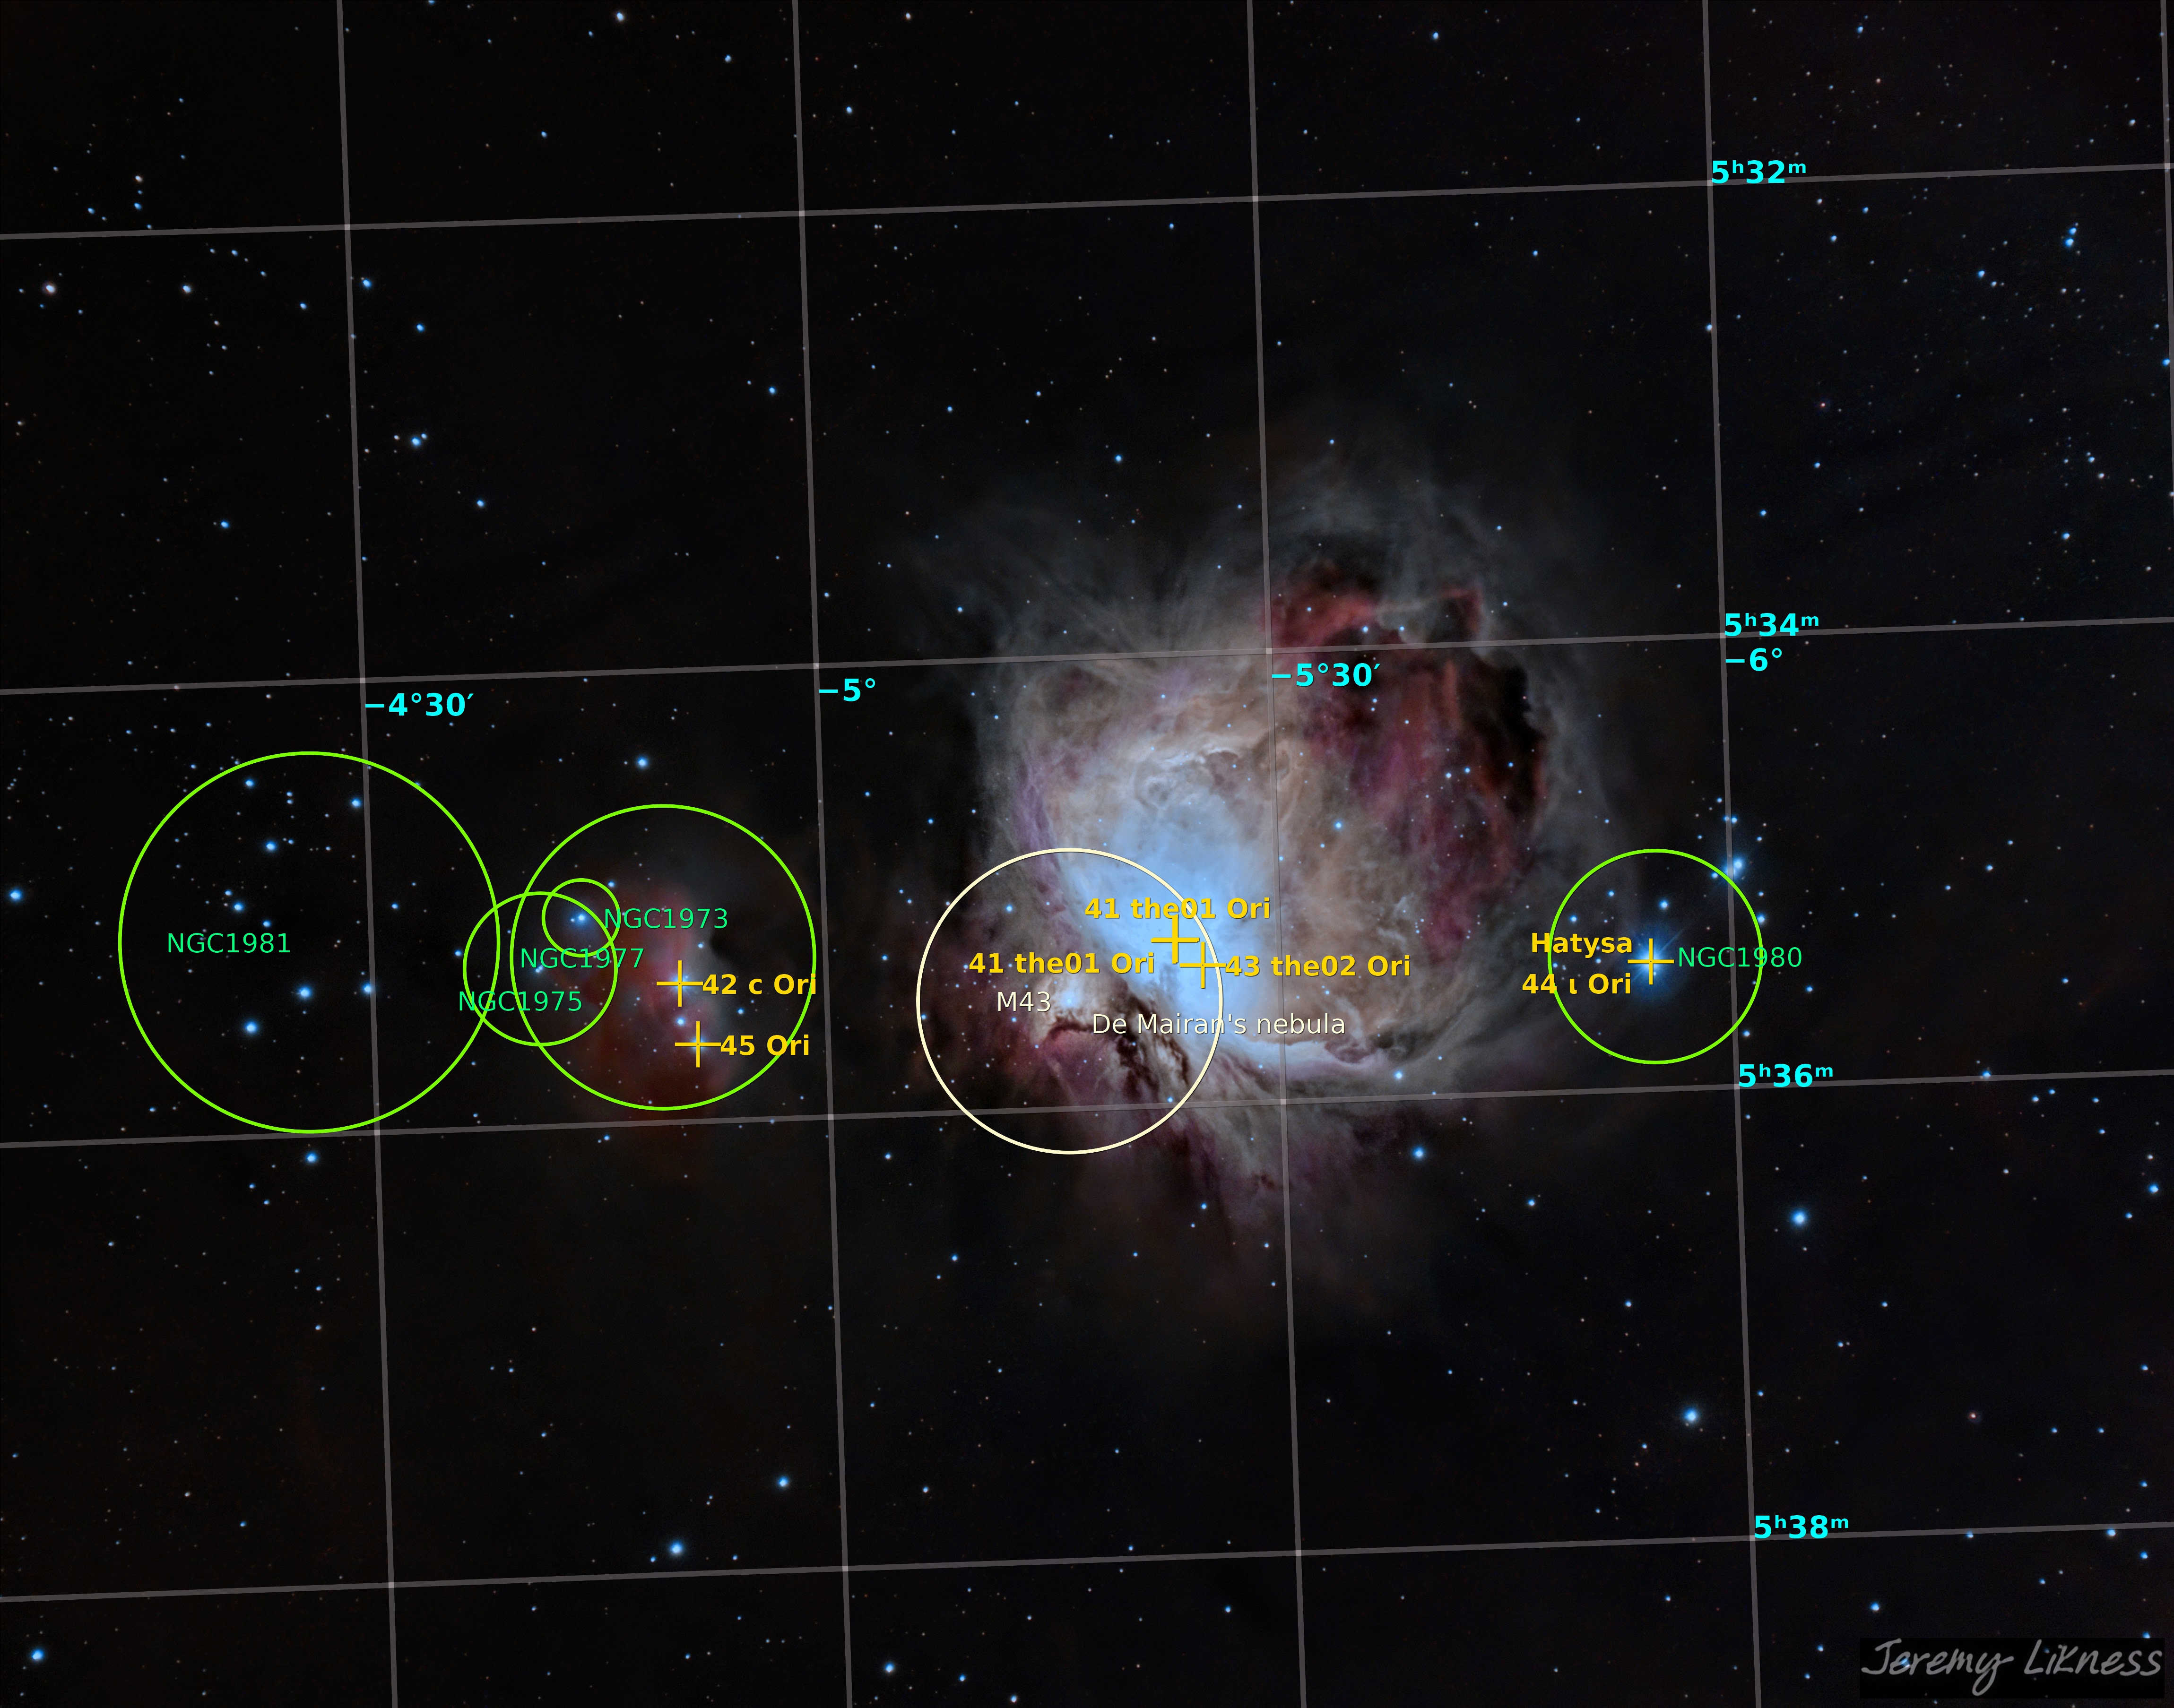 5ʰ32ᵐ
5ʰ34ᵐ
−6°
−5°30′
−5°
−4°30′
41 the01 Ori
NGC1973
NGC1981
Hatysa
NGC1977
41 the01 Ori
43 the02 Ori
NGC1980
42 c Ori
44 ι Ori
NGC1975
M43
De Mairan's nebula
45 Ori
5ʰ36ᵐ
5ʰ38ᵐ
Jeremy Likness